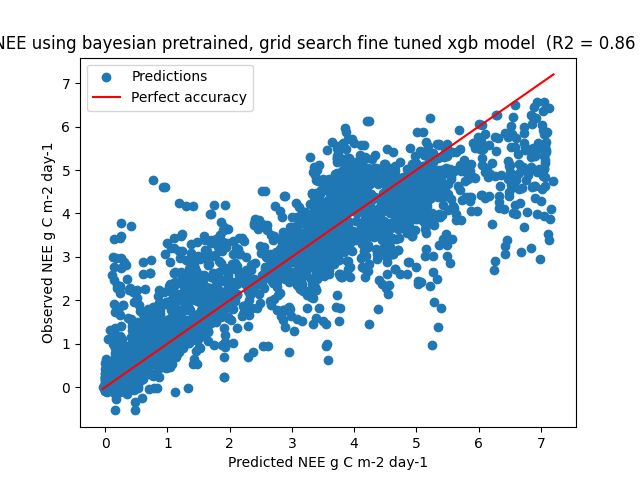 NEE using bayesian pretrained, grid search fine tuned xgb model (R2 = 0.86
Predictions
Perfect accuracy
Observed NEE g C m-2 day-1
7
6
5
4
3
2
1
0
0 1 2 3 4 5 6 7
Predicted NEE g C m-2 day-1